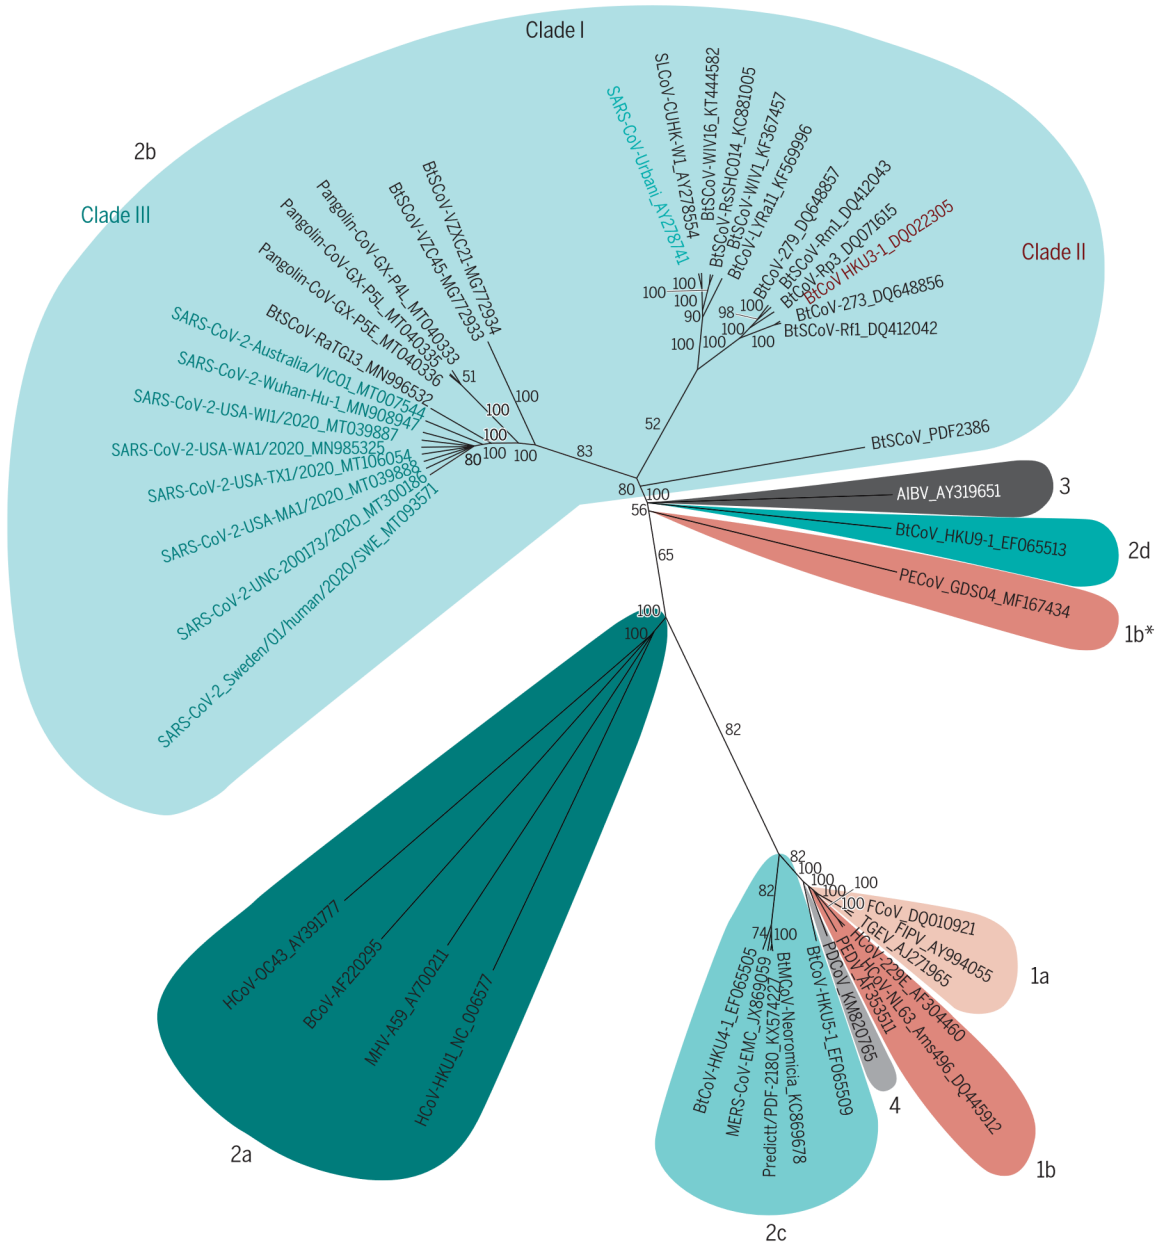 Clade I
2b
Clade III
Clade II
SARS-CoV-Urbani_AY278741
SLCoV-CUHK-W1_AY278554
BtSCoV-WIV16_KT444582
BtSCoV-RsSHC014_KC881005
BtSCoV-WIV1_KF367457
BtCoV-LYRa11_KF569996
BtCoV-279_DQ648857
BtSCoV-Rm1_DQ412043
BtCoV-Rp3_DQ071615
BtCoV HKU3-1_DQ022305
BtCoV-273_DQ648856
BtSCoV-Rf1_DQ412042
BtSCoV-VZXC21-MG772934
BtSCoV-VZC45-MG772933
Pangolin-CoV-GX-P4L_MT040333
Pangolin-CoV-GX-P5L_MT040335
Pangolin-CoV-GX-P5E_MT040336
BtSCoV-RaTG13_MN996532
SARS-CoV-2-Australia/VIC01_MT007544
SARS-CoV-2-Wuhan-Hu-1_MN908947
SARS-CoV-2-USA-WI1/2020_MT039887
SARS-CoV-2-USA-WA1/2020_MN985325
SARS-CoV-2-USA-TX1/2020_MT106054
SARS-CoV-2-USA-MA1/2020_MT039888
SARS-CoV-2-UNC-200173/2020_MT300186
SARS-CoV-2_Sweden/01/human/2020/SWE_MT093571
100
100
100
90
100
100
98
100
100
100
51
100
100
100
80
100
100
83
52
BtSCoV_PDF2386
80
100
56
AIBV_AY319651
3
BtCoV_HKU9-1_EF065513
2d
PECoV_GDS04_MF167434
1b*
65
100
100
82
HCoV-OC43_AY391777
BCoV-AF220295
MHV-A59_AY700211
HCoV-HKU1_NC_006577
2a
82
82
74
100
100
100
100
100
100
BtCoV-HKU4-1_EF065505
MERS-CoV-EMC_JX869059
Predictt/PDF-2180_KX574227
BtMCoV-Neoromicia_KC869678
BtCoV-HKU5-1_EF065509
2c
PDCoV_KM820765
4
PEDV_AF353511
HCoV-NL63_Ams496_DQ445912
HCoV-229E_AF304460
1b
TGEV_AJ271965
FIPV_AY994055
FCoV_DQ010921
1a